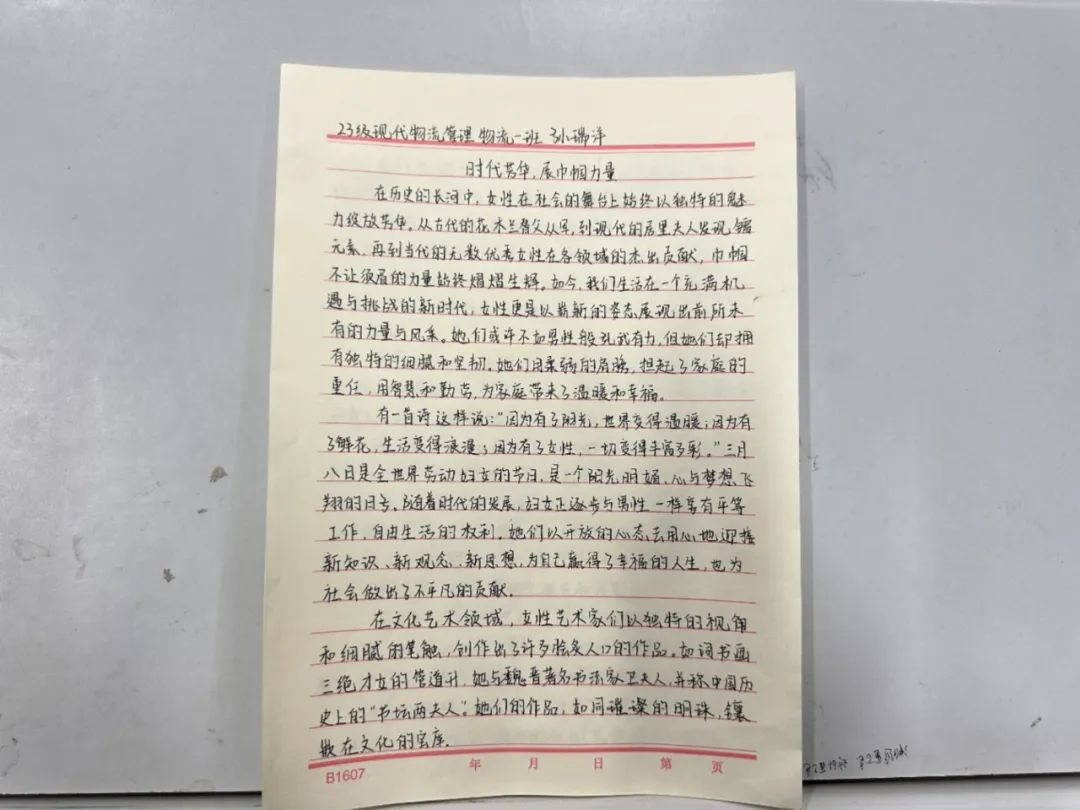 23级现代物流管理 物流一班 孙瑞洋
时代芳华,展巾帼力量
在历史的长河中,女性在社会的舞台上始终以独特的魅
力绽放芳华。从古代的花木兰替父从军,到现代的居里夫人发现镭
元素,再到当代的无数优秀女性在各领域的杰出贡献,巾帼
不让须眉的力量始终熠熠生辉。如今,我们生活在一个充满机
遇与挑战的新时代,女性更是以崭新的姿态展现出前所未
有的力量与风采。她们或许不如男性般孔武有力,但她们却拥
有独特的细腻和坚韧。她们用柔弱的肩膀,担起了家庭的
重任,用智慧和勤劳,为家庭带来了温暖和幸福。
有一首诗这样说:“因为有了阳光,世界变得温暖;因为有
了鲜花,生活变得浪漫;因为有了女性,一切变得丰富多彩。”三月
八日是全世界劳动妇女的节日,是一个阳光明媚、心与梦想飞
翔的日子。随着时代的发展,妇女正逐步与男性一样享有平等
工作,自由生活的权利。她们以开放的心态去用心地迎接
新知识、新观念、新思想,为自己赢得了幸福的人生,也为
社会做出了不平凡的贡献。
在文化艺术领域,女性艺术家们以独特的视角
和细腻的笔触,创作出了许多脍炙人口的作品。如词书画
三绝才女的管道升,她与魏晋著名书法家卫夫人,并称中国历
史上的“书坛两夫人”。她们的作品,如同璀璨的明珠,镶
嵌在文化的宝库。
B1607 年 月 日 第 页